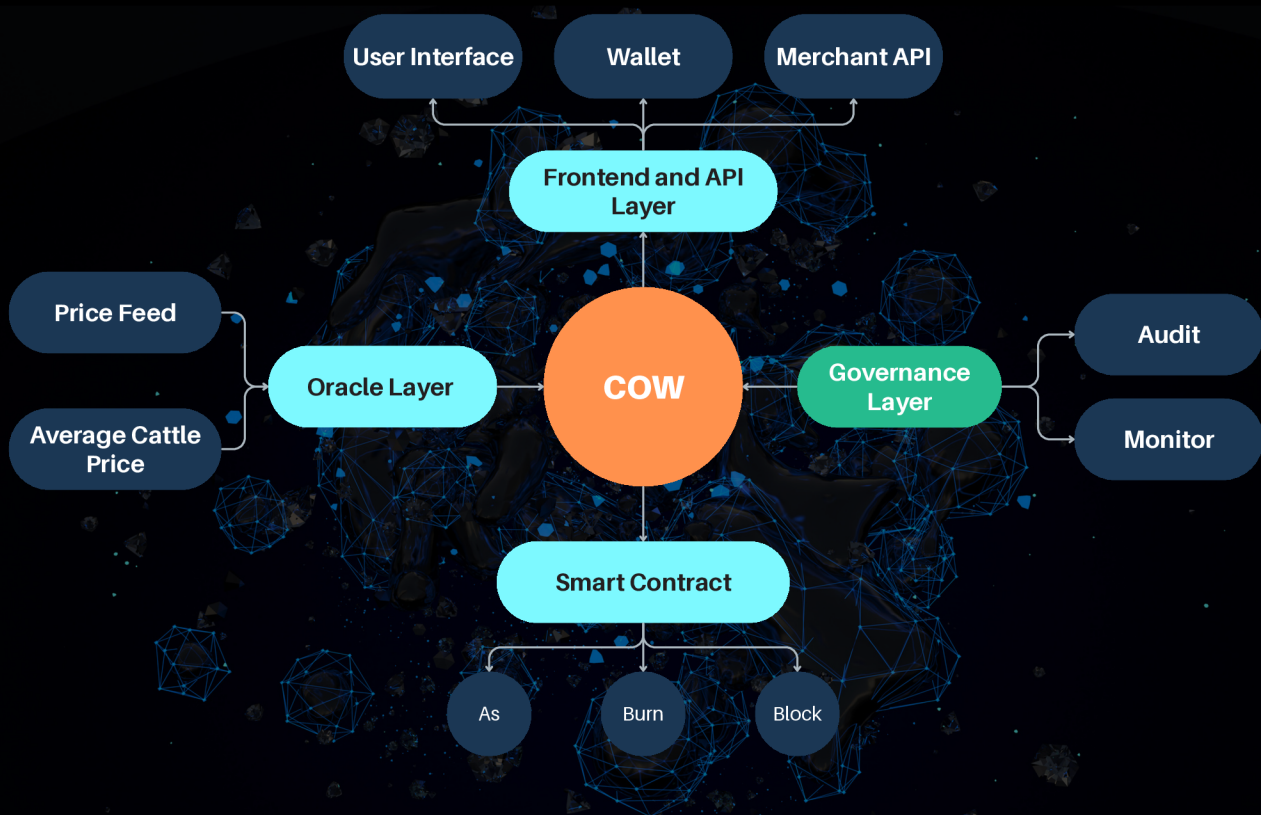 User Interface
Wallet
Merchant API
Frontend and API
Layer
Price Feed
Average Cattle
Price
Oracle Layer
COW
Governance
Layer
Audit
Monitor
Smart Contract
As
Burn
Block